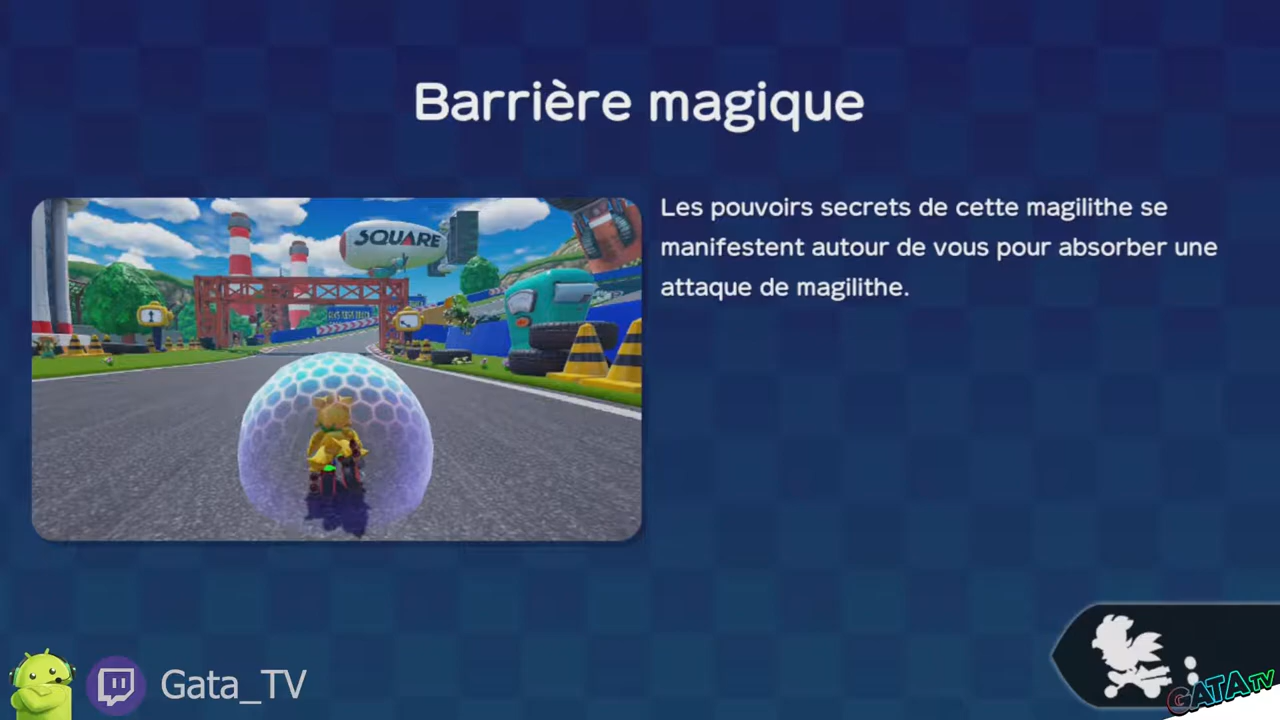 Barrière magique
Les pouvoirs secrets de cette magilithe se
manifestent autour de vous pour absorber une
attaque de magilithe.
SQUARE
Gata_TV
GATA TV